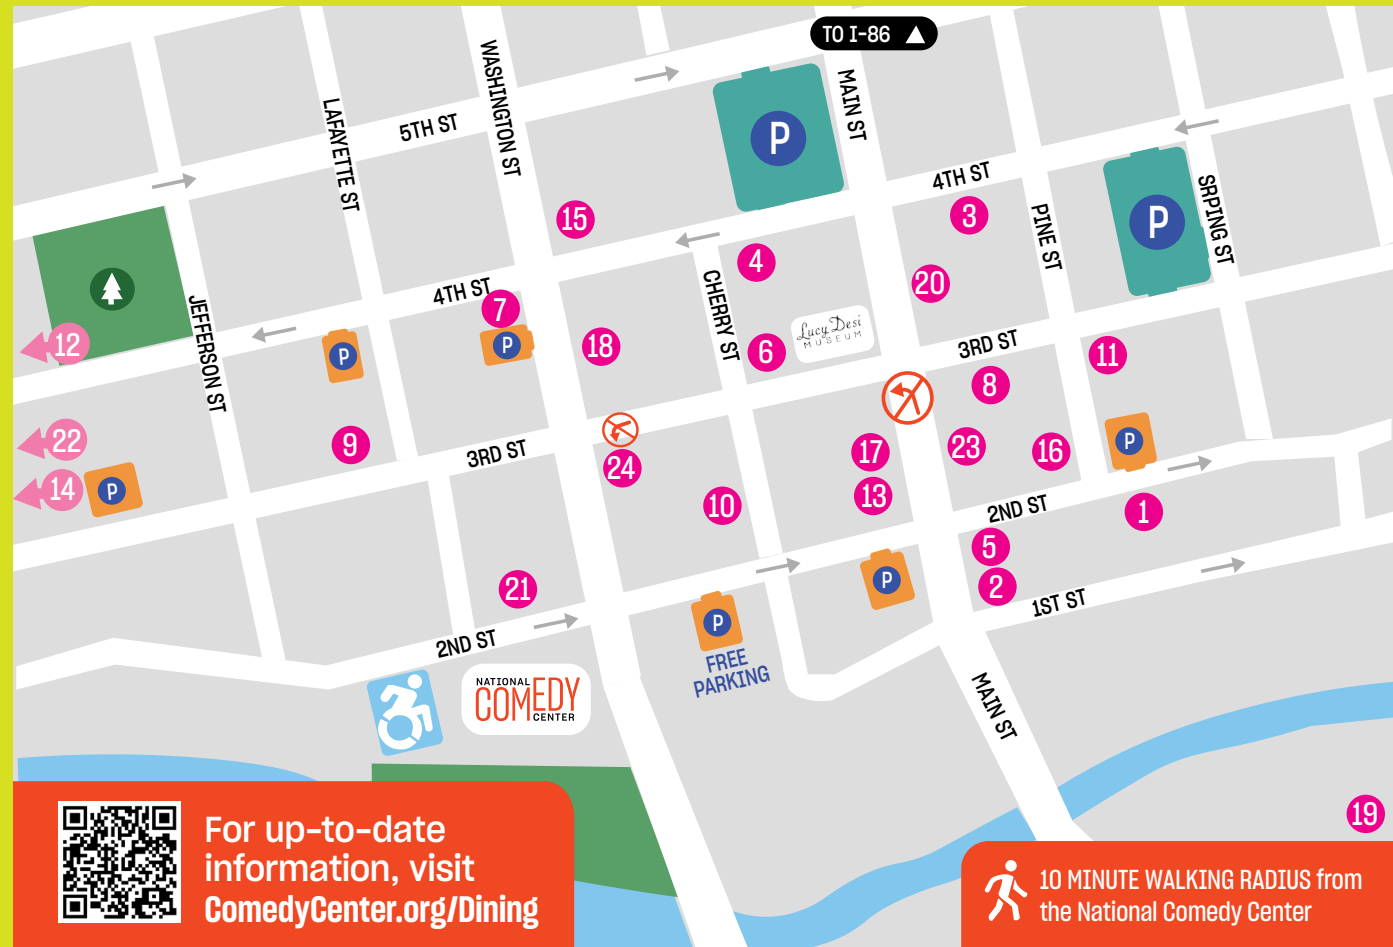 TO I-86
WASHINGTON ST
MAIN ST
LAFAYETTE ST
5TH ST
P
4TH ST
3
SRPING ST
P
PINE ST
15
4
20
CHERRY ST
4TH ST
7
JEFFERSON ST
12
P
P
18
6
Lucy Desi
MUSEUM
3RD ST
11
8
22
9
3RD ST
24
17
23
16
P
14
P
10
13
2ND ST
1
5
21
P
2
1ST ST
2ND ST
P
FREE
PARKING
NATIONAL
COMEDY
CENTER
MAIN ST
19
For up-to-date
information, visit
ComedyCenter.org/Dining
10 MINUTE WALKING RADIUS from
the National Comedy Center